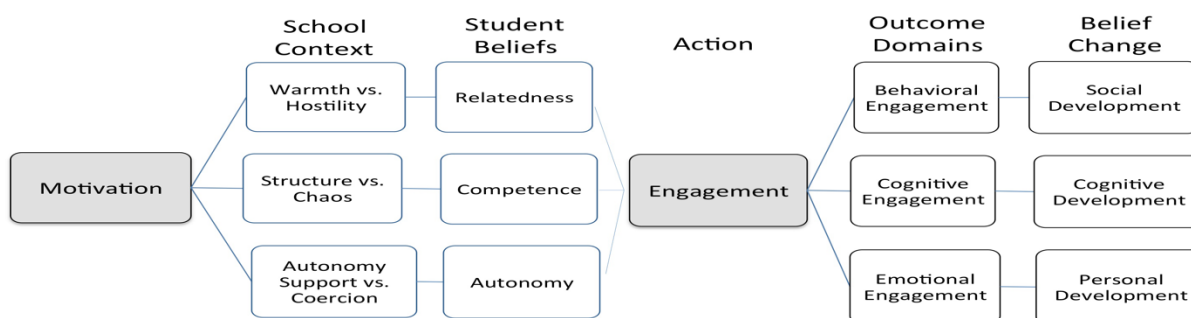 School
Context
Student
Beliefs
Action
Outcome
Domains
Belief
Change
Motivation
Warmth vs.
Hostility
Relatedness
Structure vs.
Chaos
Competence
Autonomy
Support vs.
Coercion
Autonomy
Engagement
Behavioral
Engagement
Social
Development
Cognitive
Engagement
Cognitive
Development
Emotional
Engagement
Personal
Development